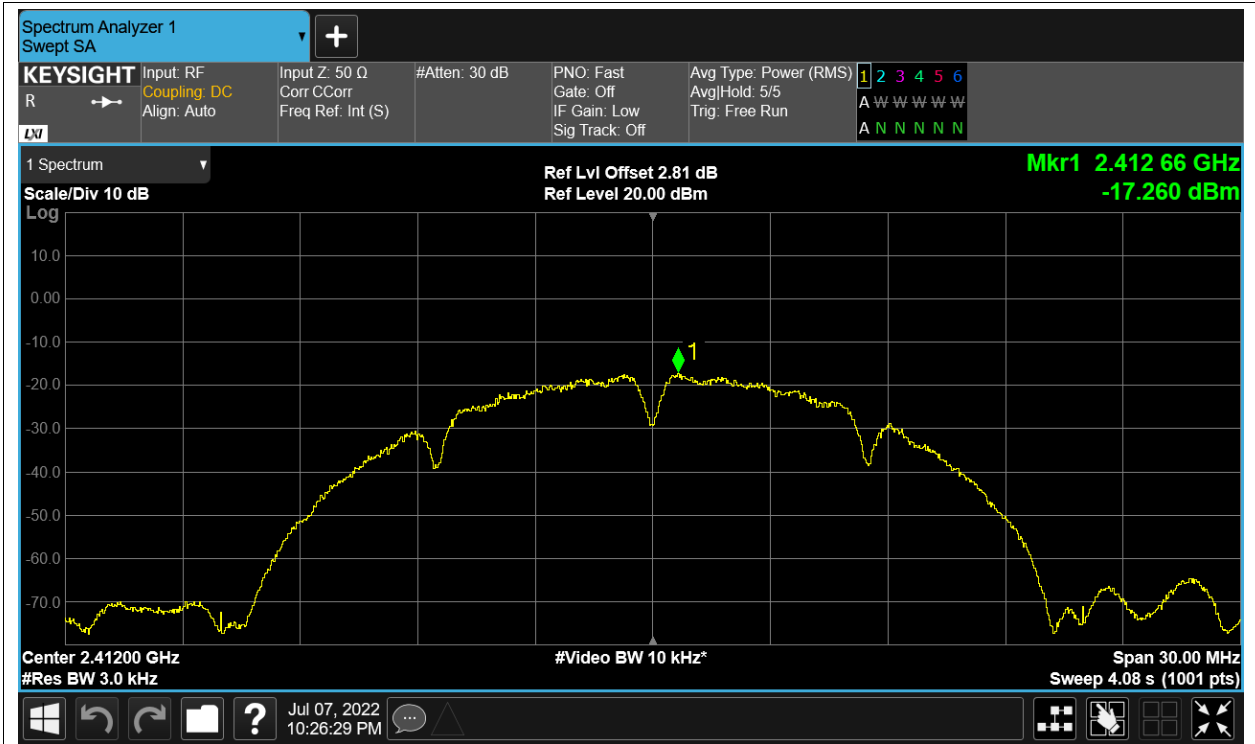 Spectrum Analyzer 1
Swept SA
+
KEYSIGHT
R
LXI
Input: RF
Coupling: DC
Align: Auto
Input Z: 50 Ω
Corr CCorr
Freq Ref: Int (S)
#Atten: 30 dB
PNO: Fast
Gate: Off
IF Gain: Low
Sig Track: Off
Avg Type: Power (RMS)
Avg|Hold: 5/5
Trig: Free Run
1 2 3 4 5 6
A W W W W W
A N N N N N
1 Spectrum
Scale/Div 10 dB
Log
Ref Lvl Offset 2.81 dB
Ref Level 20.00 dBm
Mkr1 2.412 66 GHz
-17.260 dBm
10.0
0.00
-10.0
-20.0
-30.0
-40.0
-50.0
-60.0
-70.0
1
Center 2.41200 GHz
#Res BW 3.0 kHz
#Video BW 10 kHz*
Span 30.00 MHz
Sweep 4.08 s (1001 pts)
?
Jul 07, 2022
10:26:29 PM